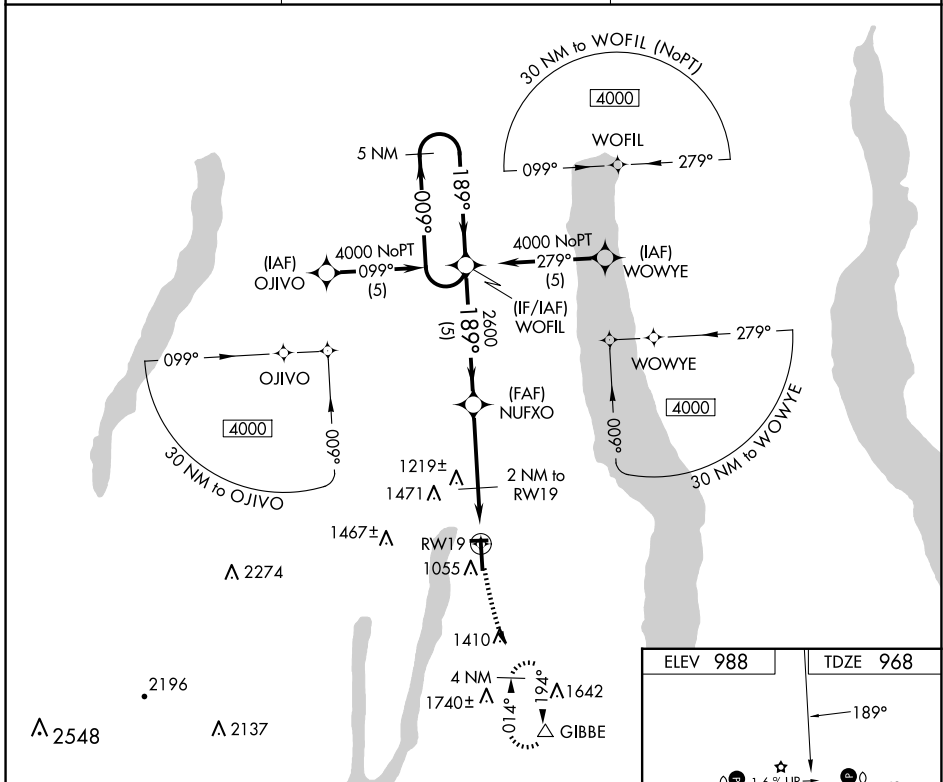 30 NM to WOFIL (NoPT)
4000
WOFIL
099°
279°
5 NM
009°
189°
(IAF)
OJIVO
4000 NoPT
099°
(5)
4000 NoPT
279°
(5)
(IAF)
WOWYE
(IF/IAF)
WOFIL
2600
189°
(5)
099°
OJIVO
4000
009°
30 NM to OJIVO
279°
WOWYE
4000
009°
30 NM to WOWYE
(FAF)
NUFXO
1219±
1471
2 NM to
RW19
1467±
RW19
1055
2274
1410
4 NM
1740±
014°
194°
1642
GIBBE
2196
2548
2137
ELEV 988
TDZE 968
189°
1.6% UP
P